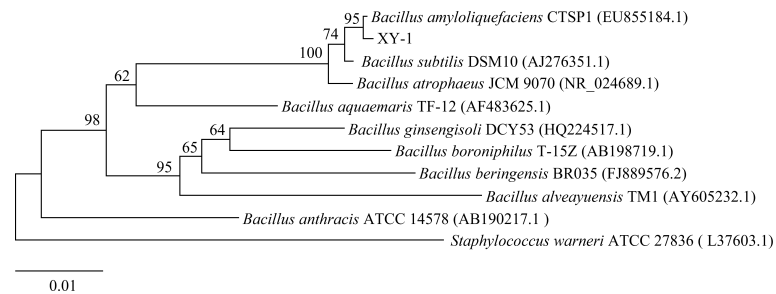 95
Bacillus amyloliquefaciens CTSP1 (EU855184.1)
74
XY-1
100
Bacillus subtilis DSM10 (AJ276351.1)
62
Bacillus atrophaeus JCM 9070 (NR_024689.1)
Bacillus aquaemaris TF-12 (AF483625.1)
98
64
Bacillus ginsengisoli DCY53 (HQ224517.1)
65
Bacillus boroniphilus T-15Z (AB198719.1)
95
Bacillus beringensis BR035 (FJ889576.2)
Bacillus alveayuensis TM1 (AY605232.1)
Bacillus anthracis ATCC 14578 (AB190217.1 )
Staphylococcus warneri ATCC 27836 ( L37603.1)
0.01